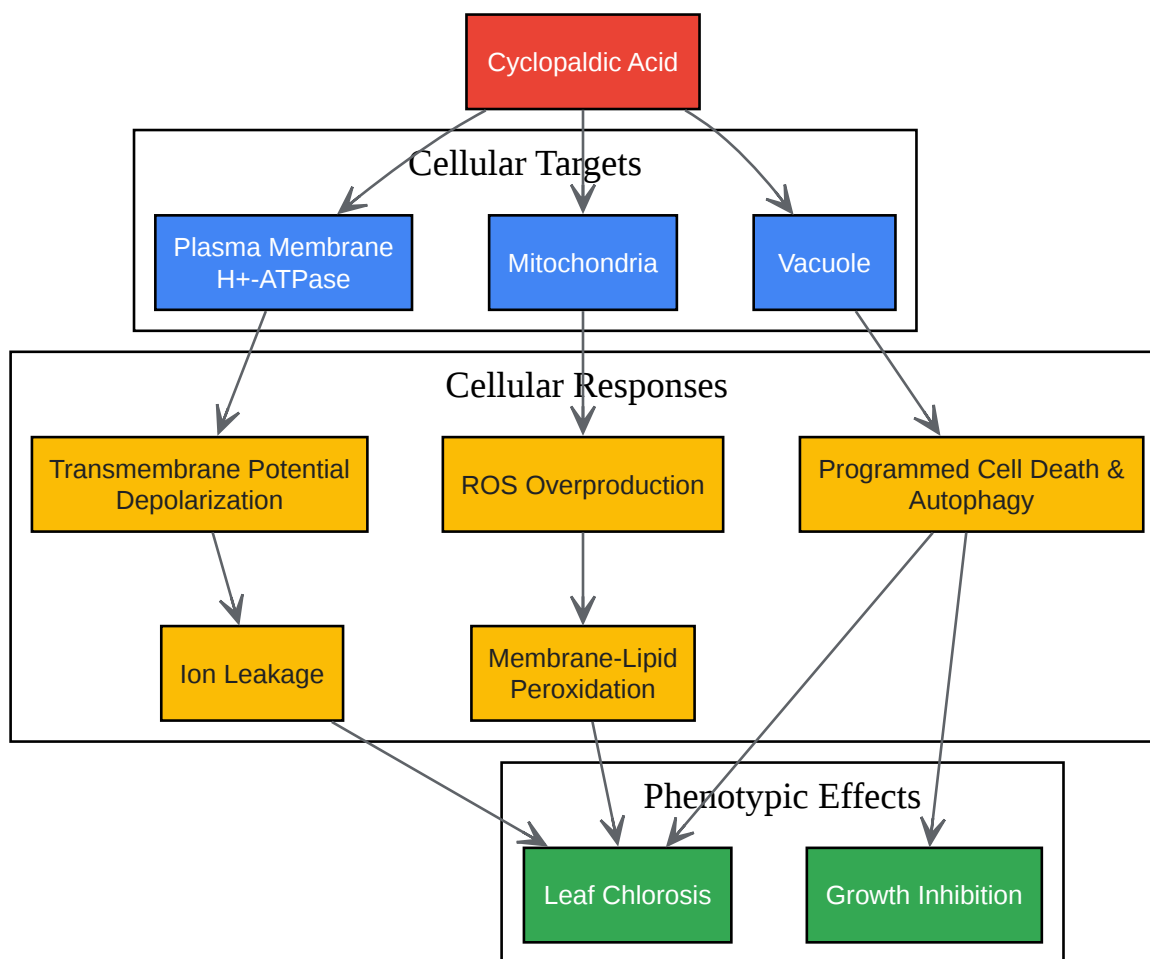 Cyclopaldic Acid
Cellular Targets
Plasma Membrane
H+-ATPase
Mitochondria
Vacuole
Cellular Responses
Transmembrane Potential
Depolarization
ROS Overproduction
Programmed Cell Death &
Autophagy
Ion Leakage
Membrane-Lipid
Peroxidation
Phenotypic Effects
Leaf Chlorosis
Growth Inhibition